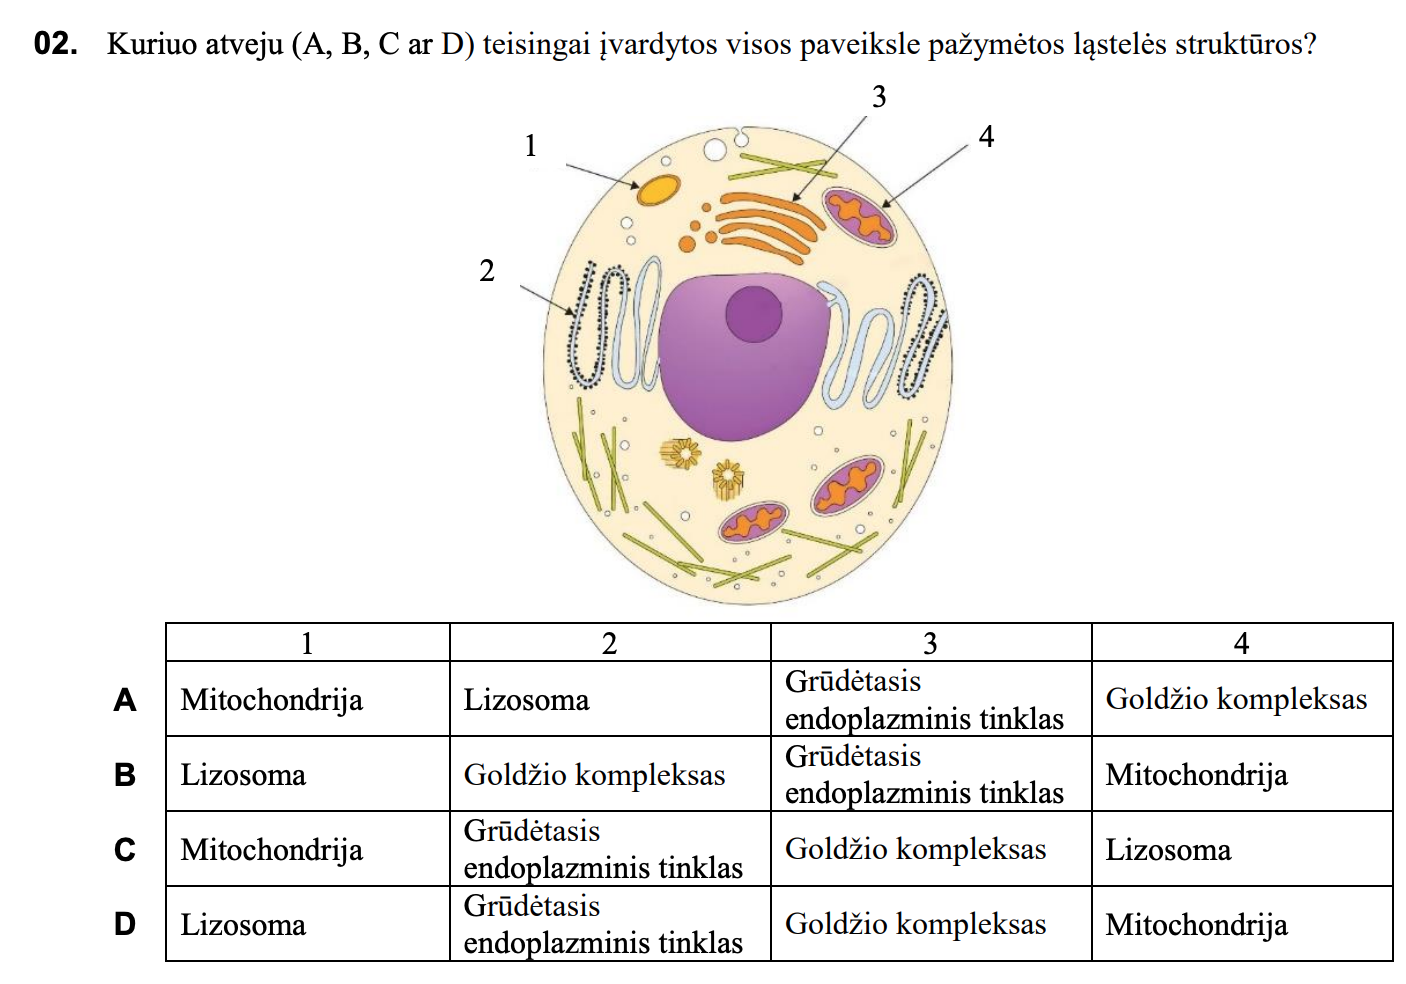 02. Kuriuo atveju (A, B, C ar D) teisingai įvardytos visos paveiksle pažymėtos ląstelės struktūros?
3
4
1
2
1 2 3 4
A Mitochondrija Lizosoma Grūdėtasis endoplazminis tinklas Goldžio kompleksas
B Lizosoma Goldžio kompleksas Grūdėtasis endoplazminis tinklas Mitochondrija
C Mitochondrija Grūdėtasis endoplazminis tinklas Goldžio kompleksas Lizosoma
D Lizosoma Grūdėtasis endoplazminis tinklas Goldžio kompleksas Mitochondrija